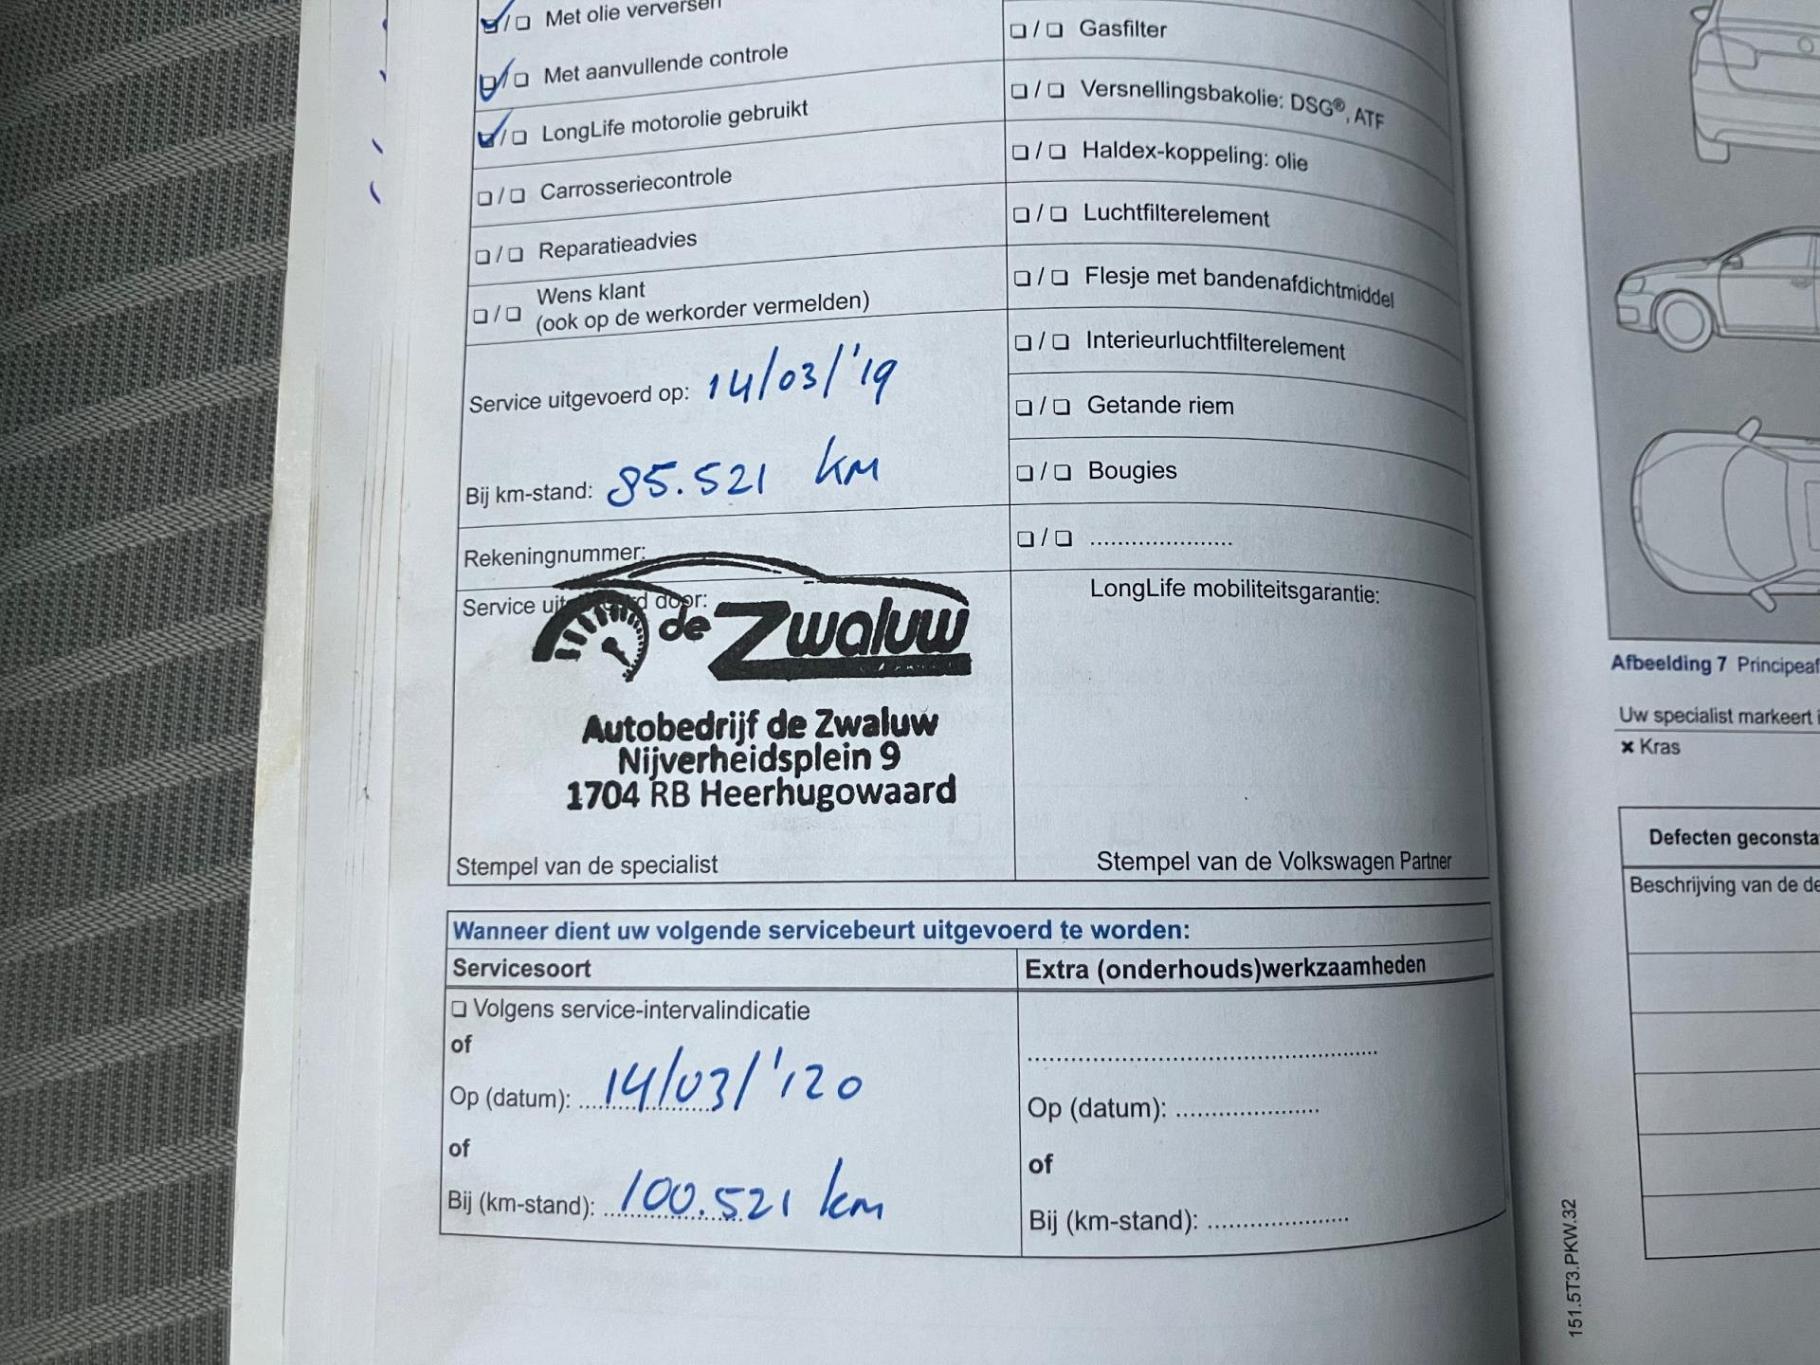 Met olie verversen
Met aanvullende controle
LongLife motorolie gebruikt
Carrosseriecontrole
Reparatieadvies
Wens klant
(ook op de werkorder vermelden)
Service uitgevoerd op: 14/03/'19
Bij km-stand: 85.521 km
Rekeningnummer:
Service uitgevoerd door:
de Zwaluw
Autobedrijf de Zwaluw
Nijverheidsplein 9
1704 RB Heerhugowaard
Stempel van de specialist
Gasfilter
Versnellingsbakolie: DSG®, ATF
Haldex-koppeling: olie
Luchtfilterelement
Flesje met bandenafdichtmiddel
Interieurluchtfilterelement
Getande riem
Bougies
......................
LongLife mobiliteitsgarantie:
Stempel van de Volkswagen Partner
Wanneer dient uw volgende servicebeurt uitgevoerd te worden:
Servicesoort
Volgens service-intervalindicatie
of
Op (datum): 14/03/'20
of
Bij (km-stand): 100.521 km
Extra (onderhouds)werkzaamheden
Op (datum): ......................
of
Bij (km-stand): ......................
Afbeelding 7 Principeaf
Uw specialist markeert
× Kras
Defecten geconsta
Beschrijving van de de
151.5T3.PKW.32